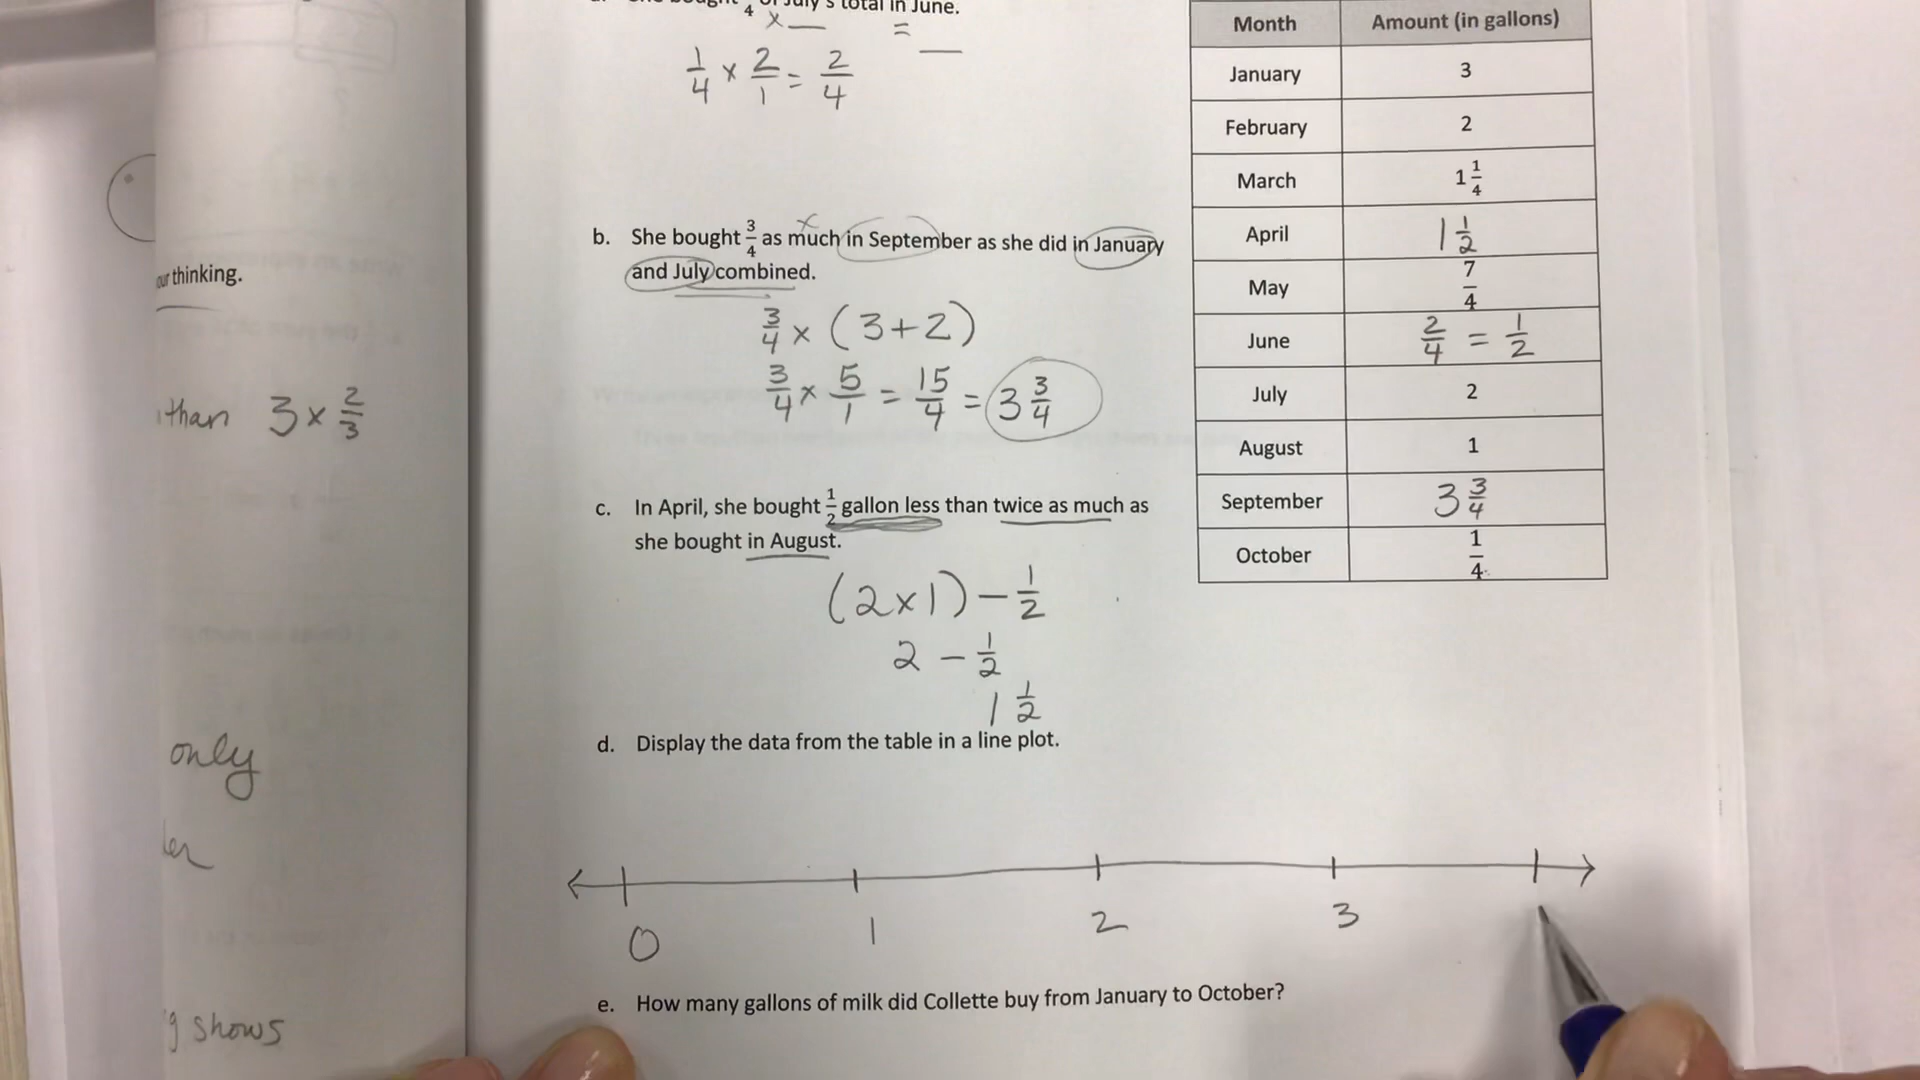 4 of July's total in June.
× __ = __
1/4 × 2/1 = 2/4
b. She bought 3/4 as much in September as she did in January
and July combined.
3/4 × (3+2)
3/4 × 5/1 = 15/4 = 3 3/4
c. In April, she bought 1/2 gallon less than twice as much as
she bought in August.
(2×1) - 1/2
2 - 1/2
1 1/2
d. Display the data from the table in a line plot.
0 1 2 3
e. How many gallons of milk did Collette buy from January to October?
Month Amount (in gallons)
January 3
February 2
March 1 1/4
April 1 1/2
May 7/4
June 2/4 = 1/2
July 2
August 1
September 3 3/4
October 1/4
thinking.
than 3 × 2/3
only
shows